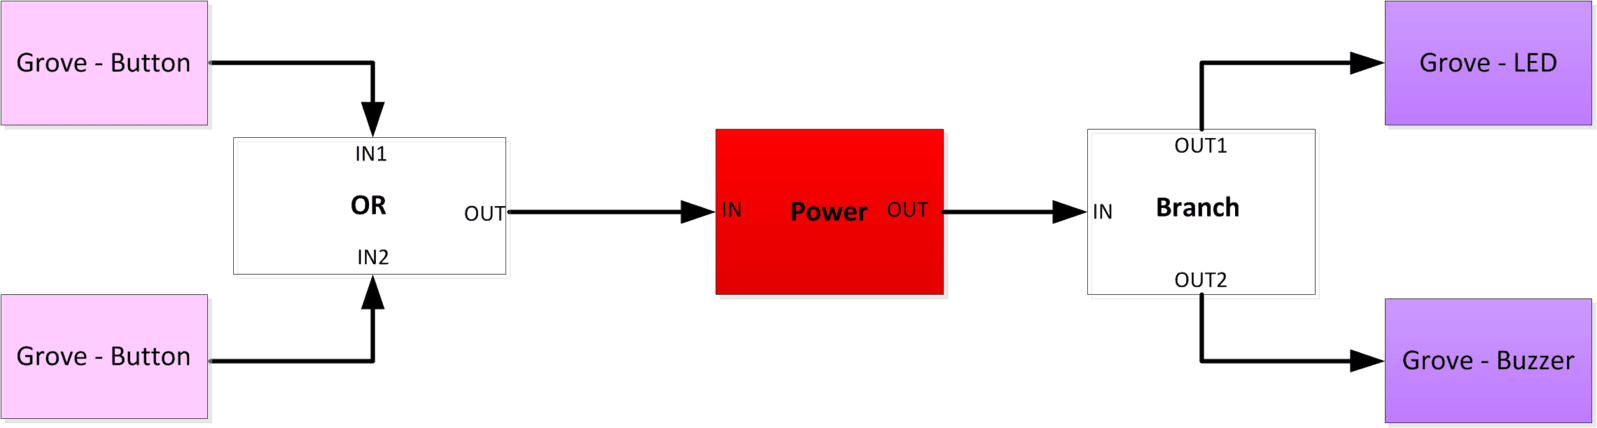 Grove - Button
Grove - LED
IN1
OR
OUT
IN2
IN
Power
OUT
OUT1
IN
Branch
OUT2
Grove - Button
Grove - Buzzer